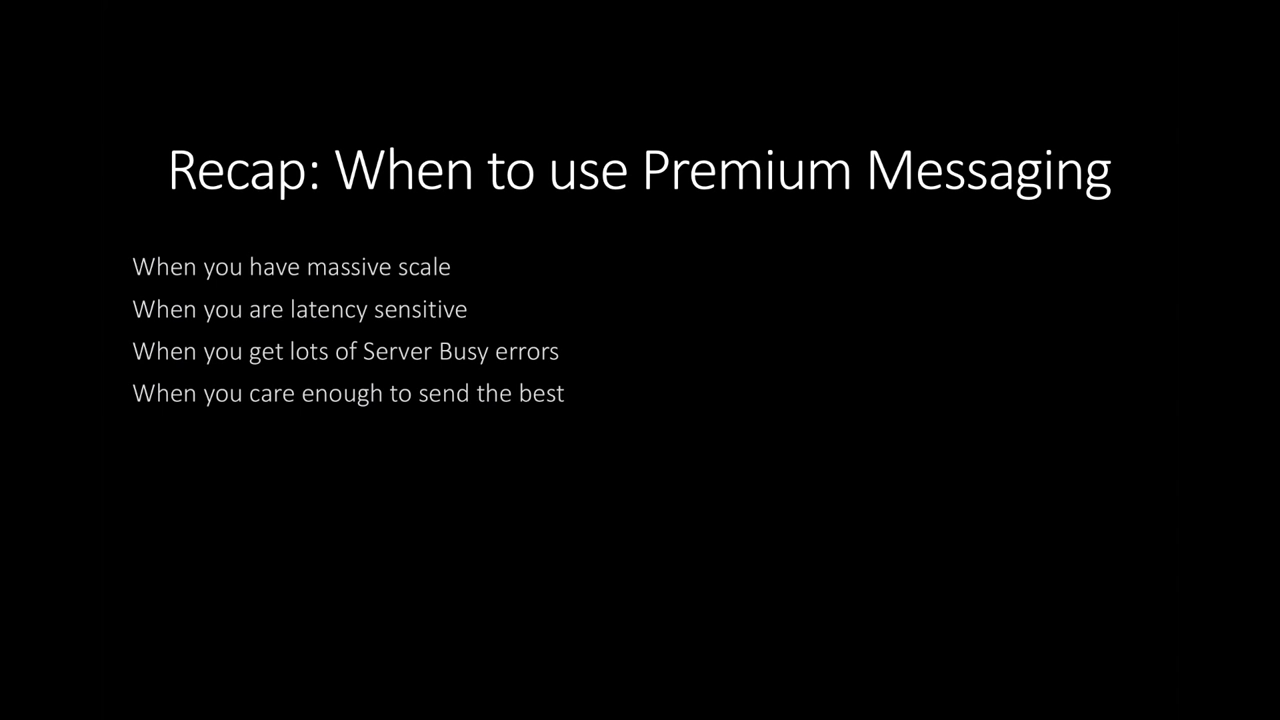 Recap: When to use Premium Messaging
When you have massive scale
When you are latency sensitive
When you get lots of Server Busy errors
When you care enough to send the best